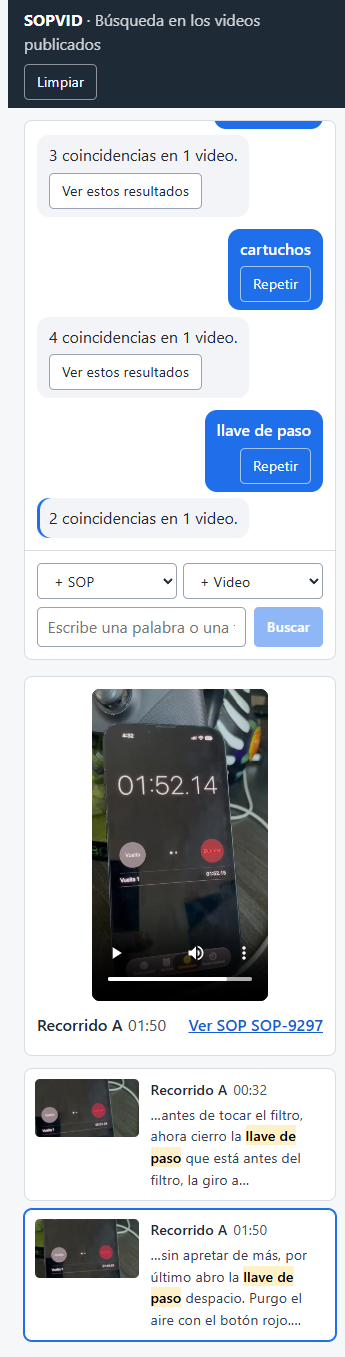 SOPVID · Búsqueda en los videos
publicados
Limpiar
3 coincidencias en 1 video.
Ver estos resultados
cartuchos
Repetir
4 coincidencias en 1 video.
Ver estos resultados
llave de paso
Repetir
2 coincidencias en 1 video.
+ SOP
+ Video
Escribe una palabra o una
Buscar
4:32
01:52.14
Vuelta
Vuelta 1
01:52.15
Recorrido A 01:50
Ver SOP SOP-9297
Recorrido A 00:32
…antes de tocar el filtro,
ahora cierro la llave de
paso que está antes del
filtro, la giro a…
Recorrido A 01:50
…sin apretar de más, por
último abro la llave de
paso despacio. Purgo el
aire con el botón rojo.…